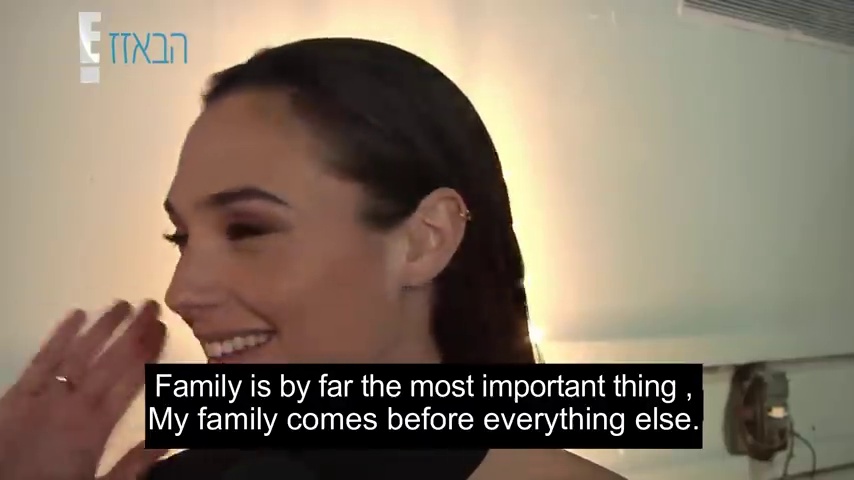 E!
הבאזז
Family is by far the most important thing ,
My family comes before everything else.